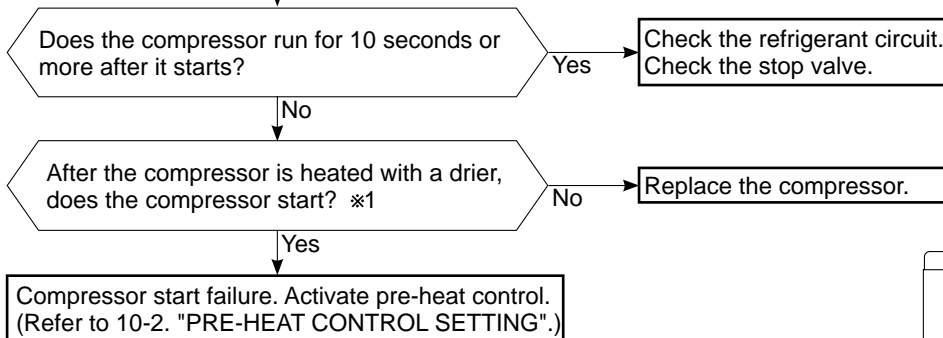 Does the compressor run for 10 seconds or
more after it starts?
Yes
Check the refrigerant circuit.
Check the stop valve.
No
After the compressor is heated with a drier,
does the compressor start? ※1
No
Replace the compressor.
Yes
Compressor start failure. Activate pre-heat control.
(Refer to 10-2. "PRE-HEAT CONTROL SETTING".)